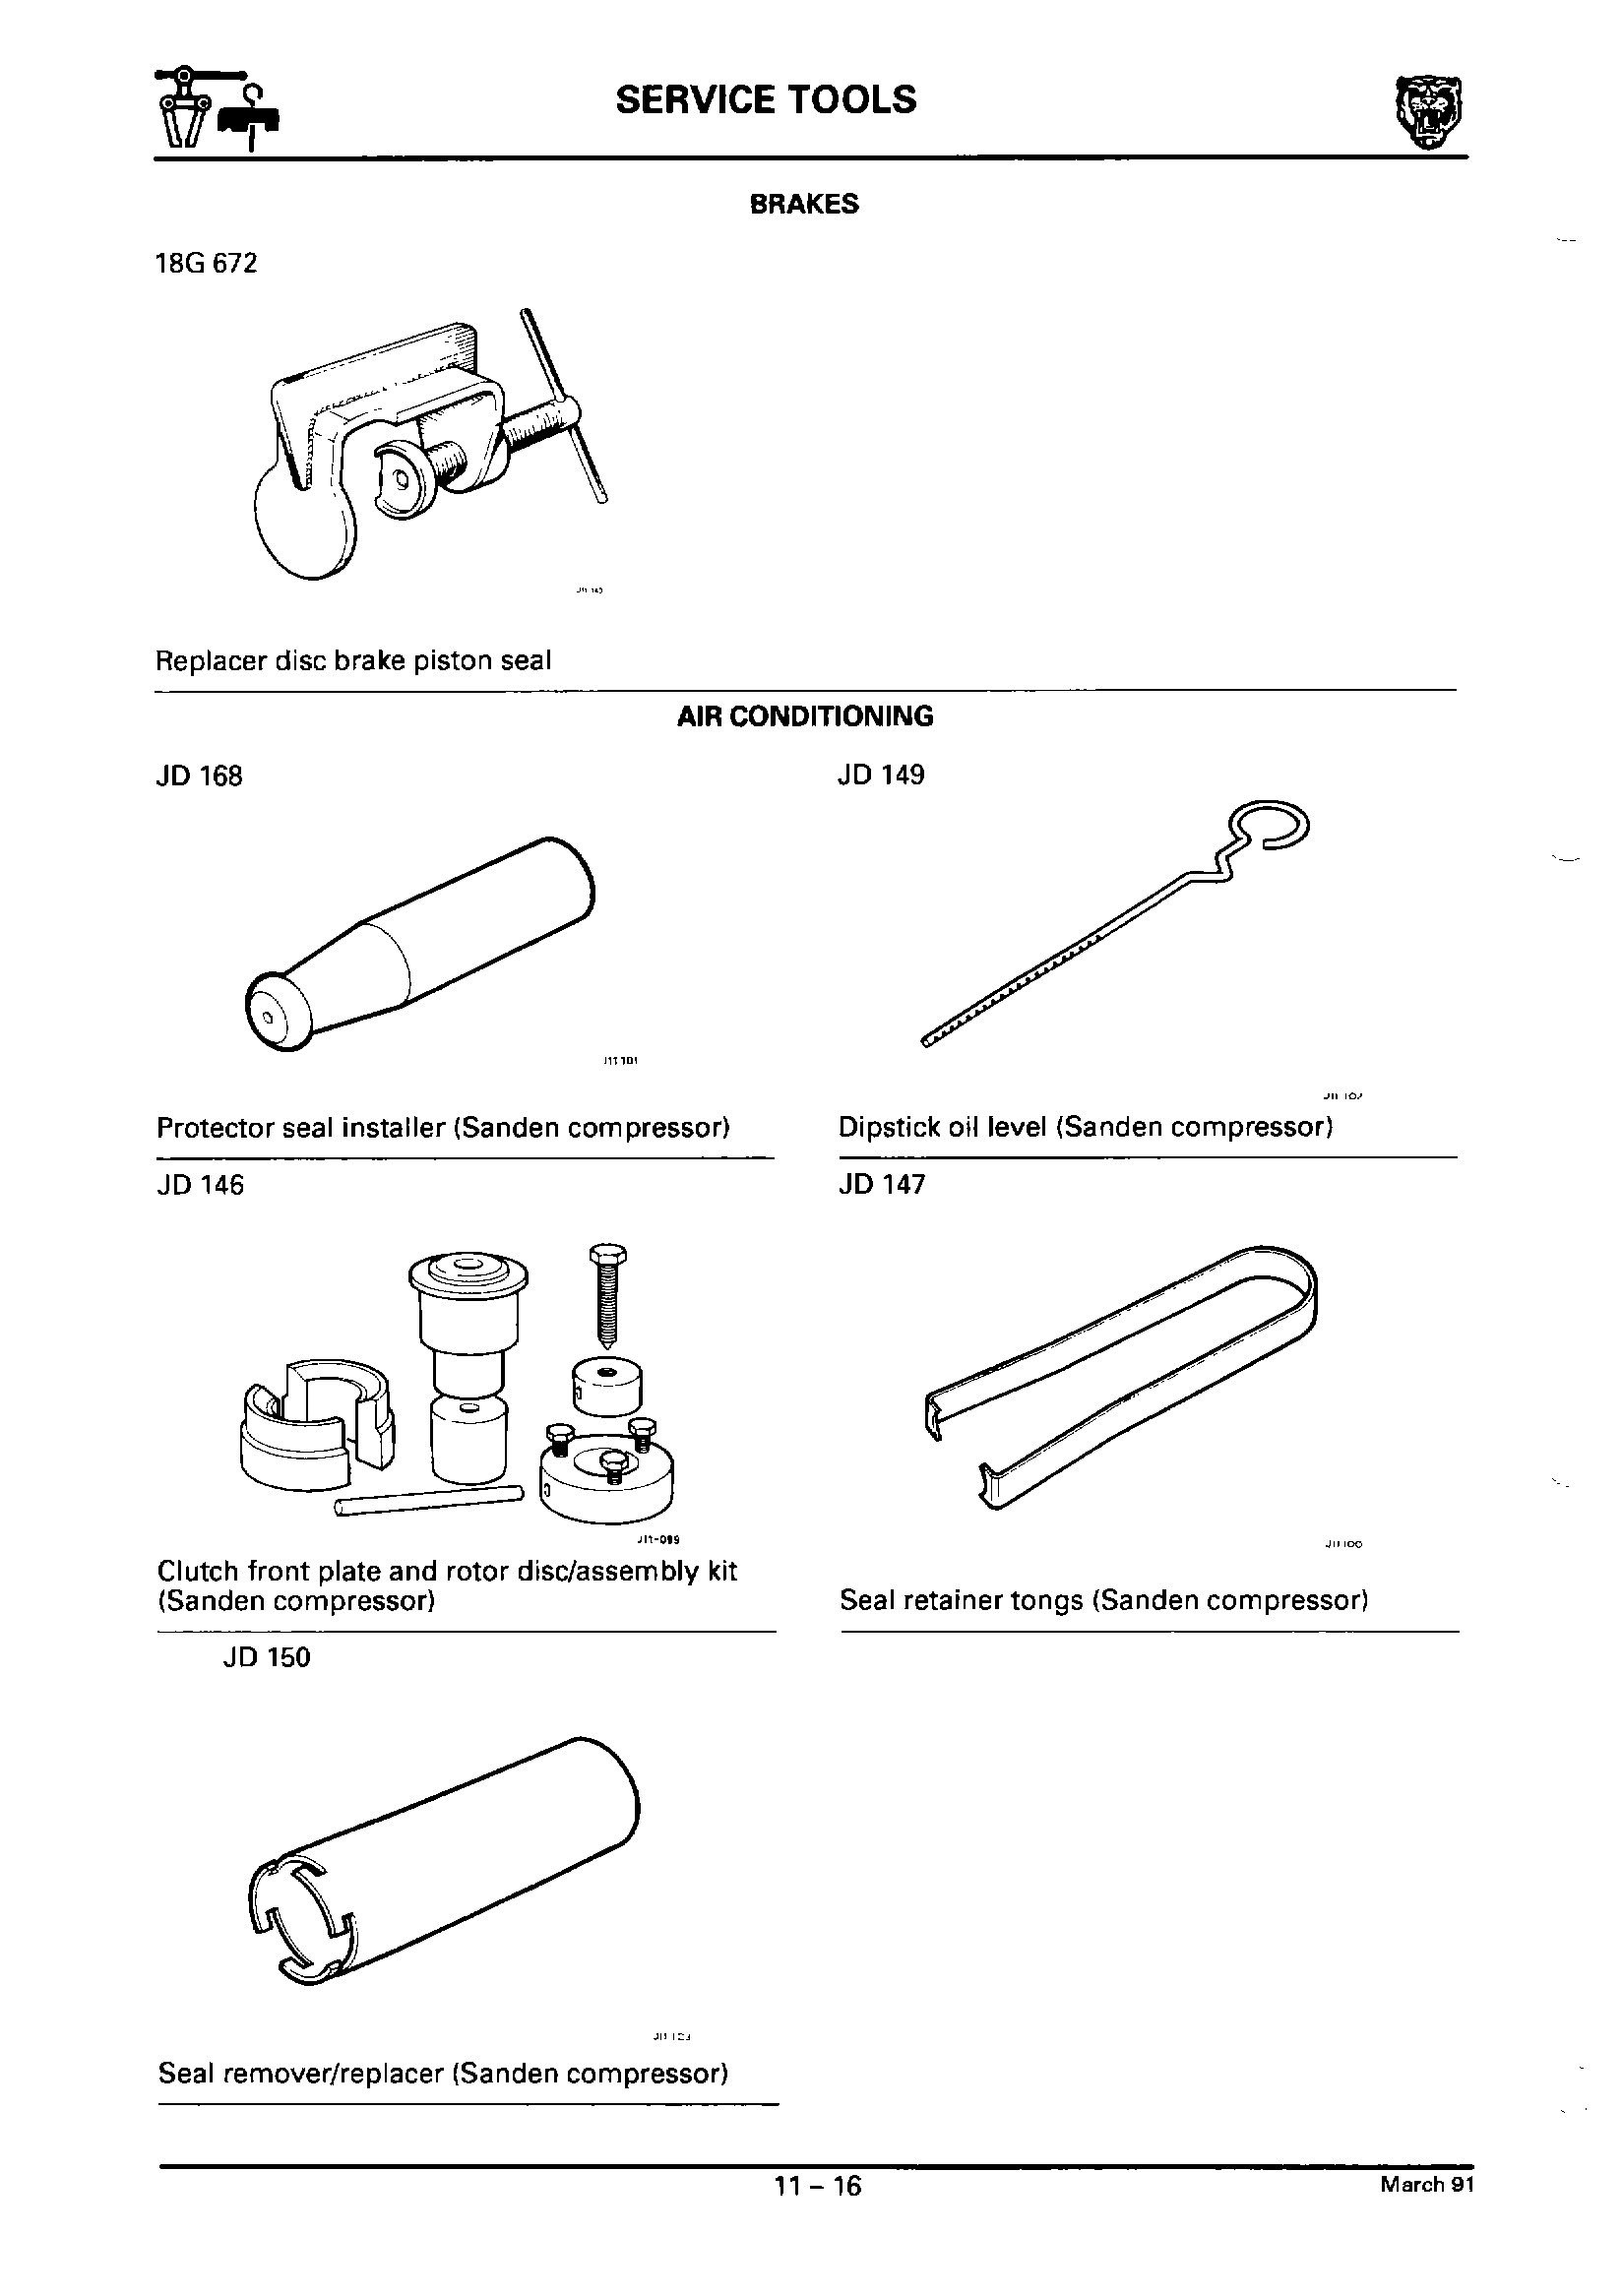 SERVICE TOOLS
BRAKES
18G 672
Replacer disc brake piston seal
AIR CONDITIONING
JD 168
JD 149
J11 101
Protector seal installer (Sanden compressor)
Dipstick oil level (Sanden compressor)
JD 146
JD 147
J11-099
J11 100
Clutch front plate and rotor disc/assembly kit
(Sanden compressor)
Seal retainer tongs (Sanden compressor)
JD 150
Seal remover/replacer (Sanden compressor)
11 – 16
March 91